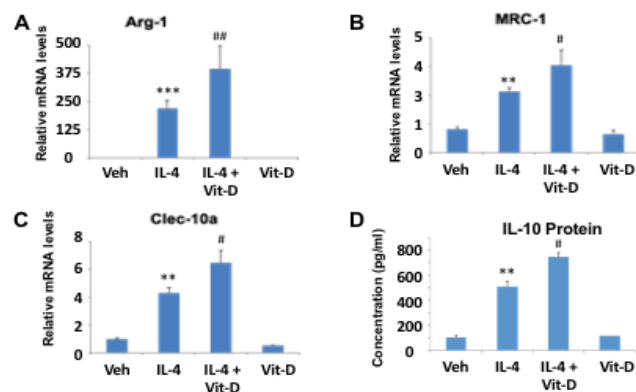 A
Arg-1
Relative mRNA levels
500
375
250
125
0
***
##
Veh
IL-4
IL-4 +
Vit-D
Vit-D
B
MRC-1
Relative mRNA levels
5
4
3
1
0
**
#
Veh
IL-4
IL-4 +
Vit-D
Vit-D
C
Clec-10a
Relative mRNA levels
8
6
4
2
0
**
#
Veh
IL-4
IL-4 +
Vit-D
Vit-D
D
IL-10 Protein
Concentration (pg/ml)
800
600
400
200
0
**
#
Veh
IL-4
IL-4 +
Vit-D
Vit-D